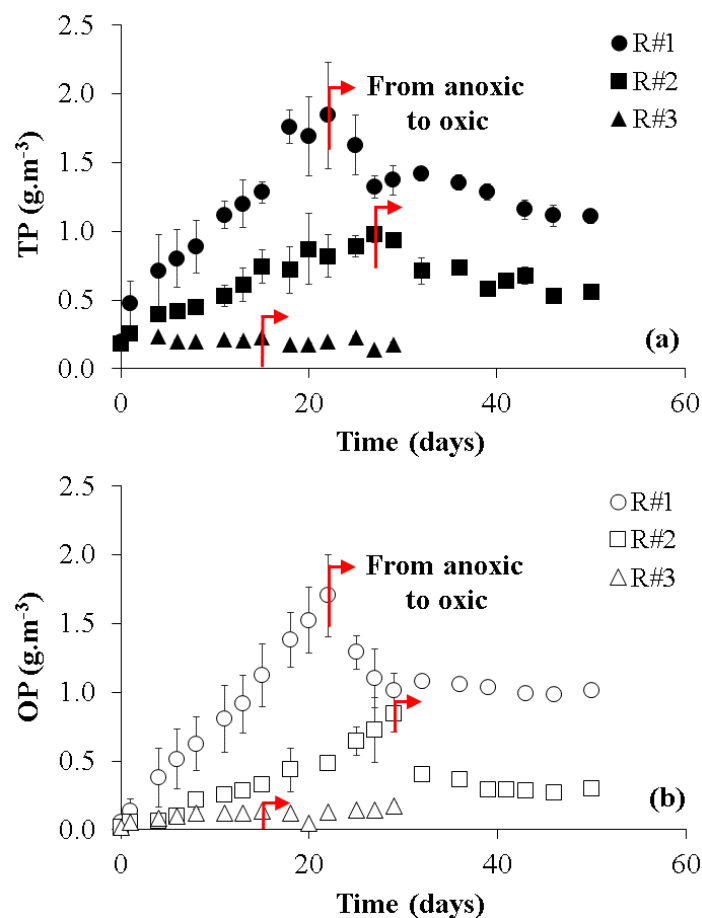 2.5
2.0
1.5
1.0
0.5
0.0
TP (g.m⁻³)
R#1
R#2
R#3
From anoxic
to oxic
(a)
0
20
40
60
Time (days)
2.5
2.0
1.5
1.0
0.5
0.0
OP (g.m⁻³)
R#1
R#2
R#3
From anoxic
to oxic
(b)
0
20
40
60
Time (days)